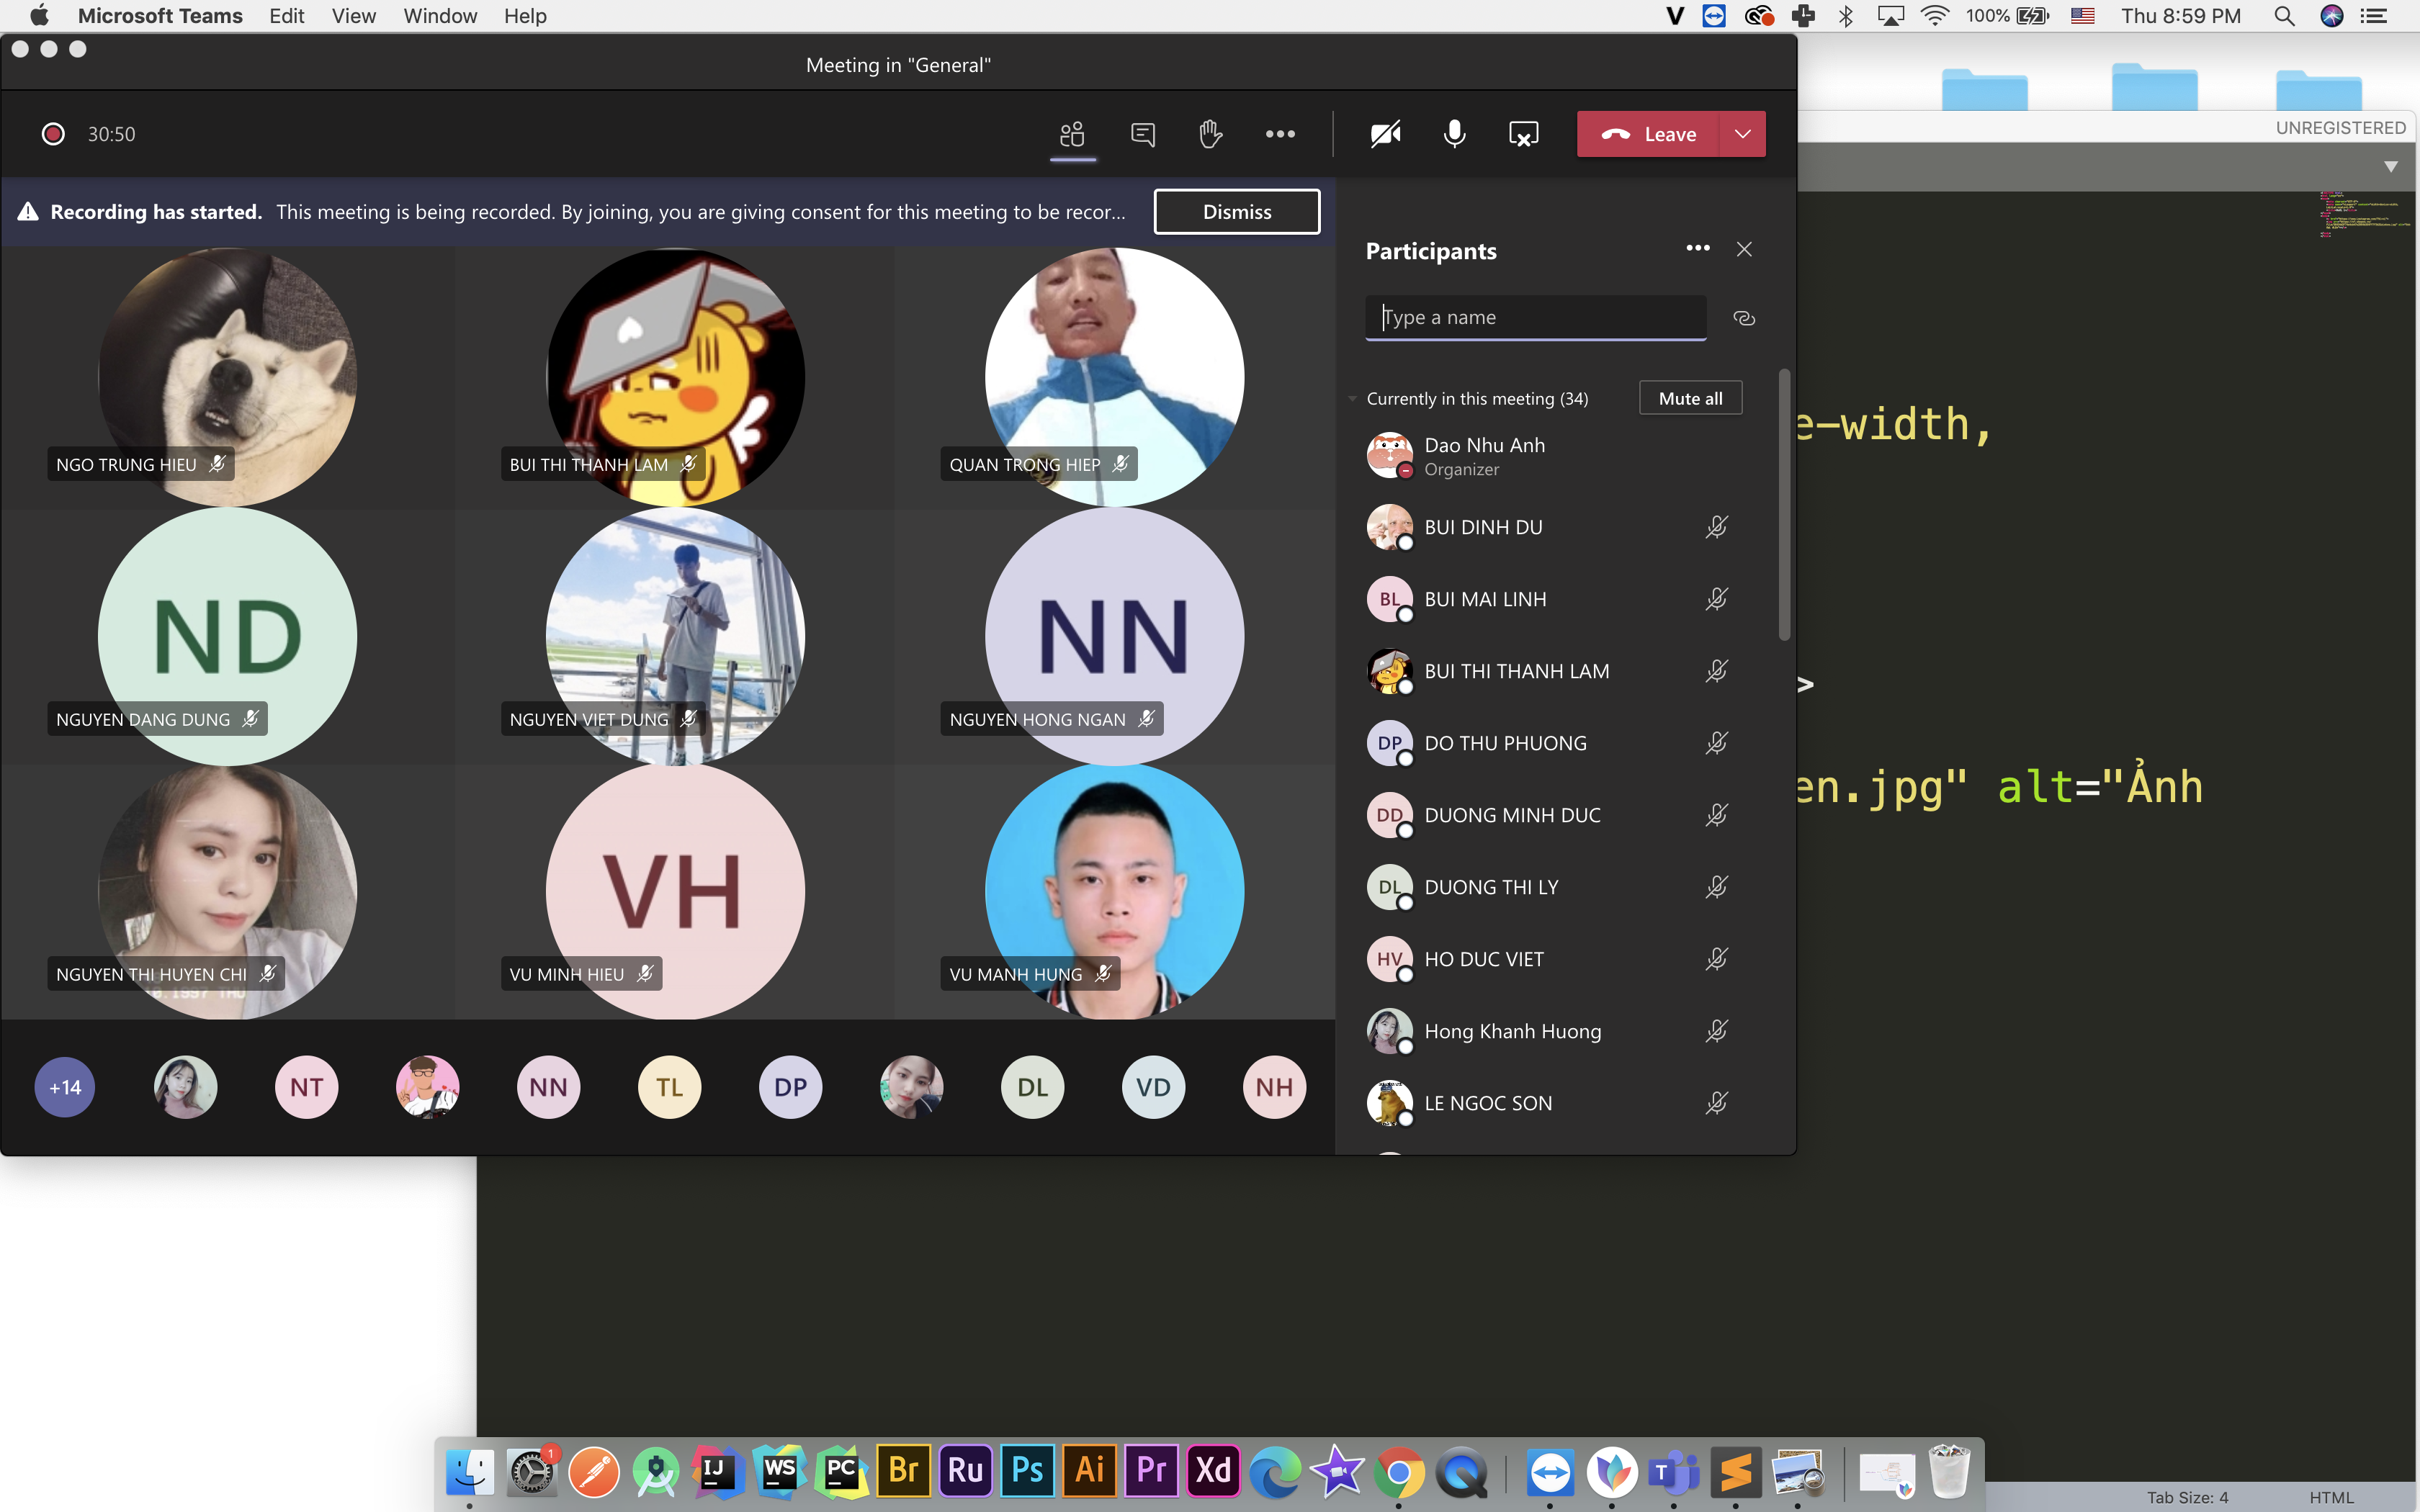 Microsoft Teams Edit View Window Help
V 100% Thu 8:59 PM
Meeting in "General"
30:50
Leave
UNREGISTERED
Recording has started. This meeting is being recorded. By joining, you are giving consent for this meeting to be recor...
Dismiss
NGO TRUNG HIEU
BUI THI THANH LAM
QUAN TRONG HIEP
ND
NN
NGUYEN DANG DUNG
NGUYEN VIET DUNG
NGUYEN HONG NGAN
VH
NGUYEN THI HUYEN CHI
VU MINH HIEU
VU MANH HUNG
+14
NT
NN
TL
DP
DL
VD
NH
Participants
Type a name
Currently in this meeting (34)
Mute all
Dao Nhu Anh
Organizer
BUI DINH DU
BL BUI MAI LINH
BUI THI THANH LAM
DP DO THU PHUONG
DD DUONG MINH DUC
DL DUONG THI LY
HV HO DUC VIET
Hong Khanh Huong
LE NGOC SON
e-width,
>
en.jpg" alt="Ảnh
1
IJ WS PC Br Ru Ps Ai Pr Xd T
Tab Size: 4 HTML